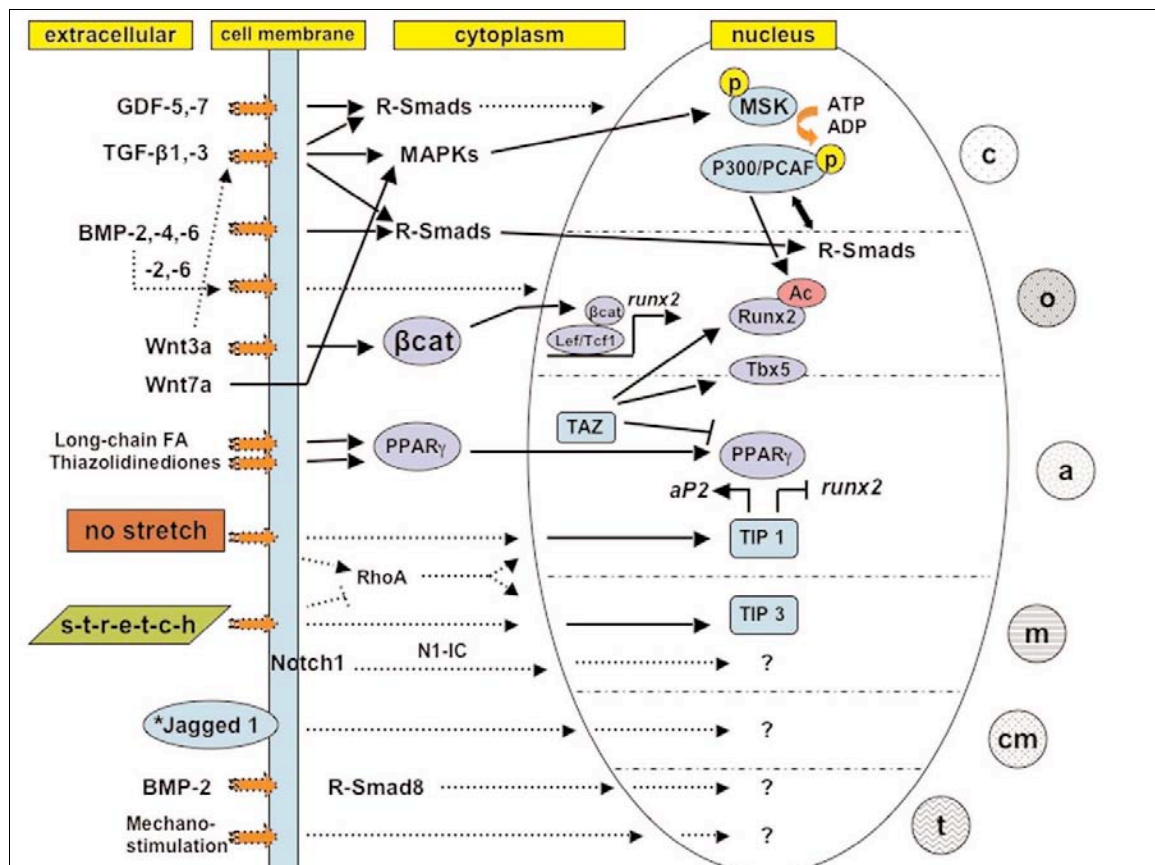 extracellular
cell membrane
cytoplasm
nucleus
GDF-5,-7
R-Smads
p
MSK
ATP
ADP
TGF-β1,-3
MAPKs
P300/PCAF
p
c
BMP-2,-4,-6
R-Smads
R-Smads
-2,-6
Ac
o
βcat
runx2
Runx2
Wnt3a
βcat
Lef/Tcf1
Tbx5
Wnt7a
TAZ
Long-chain FA
Thiazolidinediones
PPARγ
PPARγ
a
aP2
runx2
no stretch
TIP 1
RhoA
s-t-r-e-t-c-h
TIP 3
m
Notch1
N1-IC
?
*Jagged 1
?
cm
BMP-2
R-Smad8
?
t
Mechano-
stimulation
?